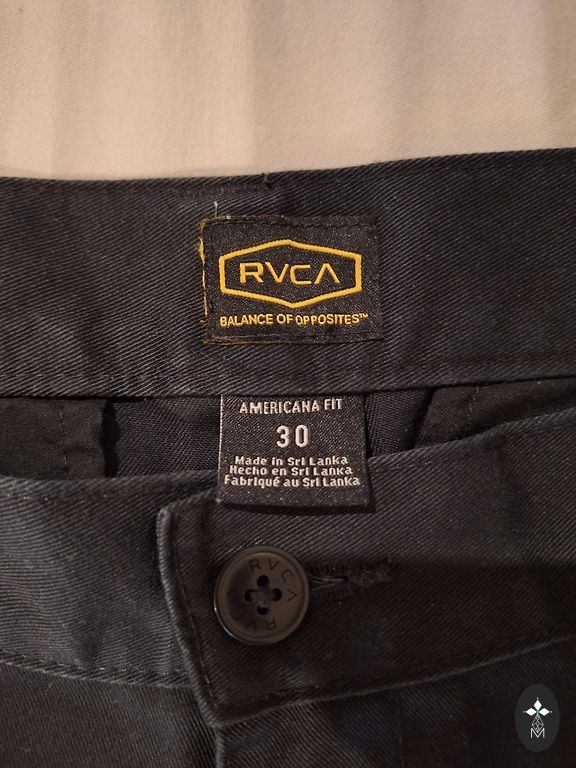 RVCA
BALANCE OF OPPOSITES™
AMERICANA FIT
30
Made in Sri Lanka
Hecho en Sri Lanka
Fabriqué au Sri Lanka
RVCA
RVCA
M